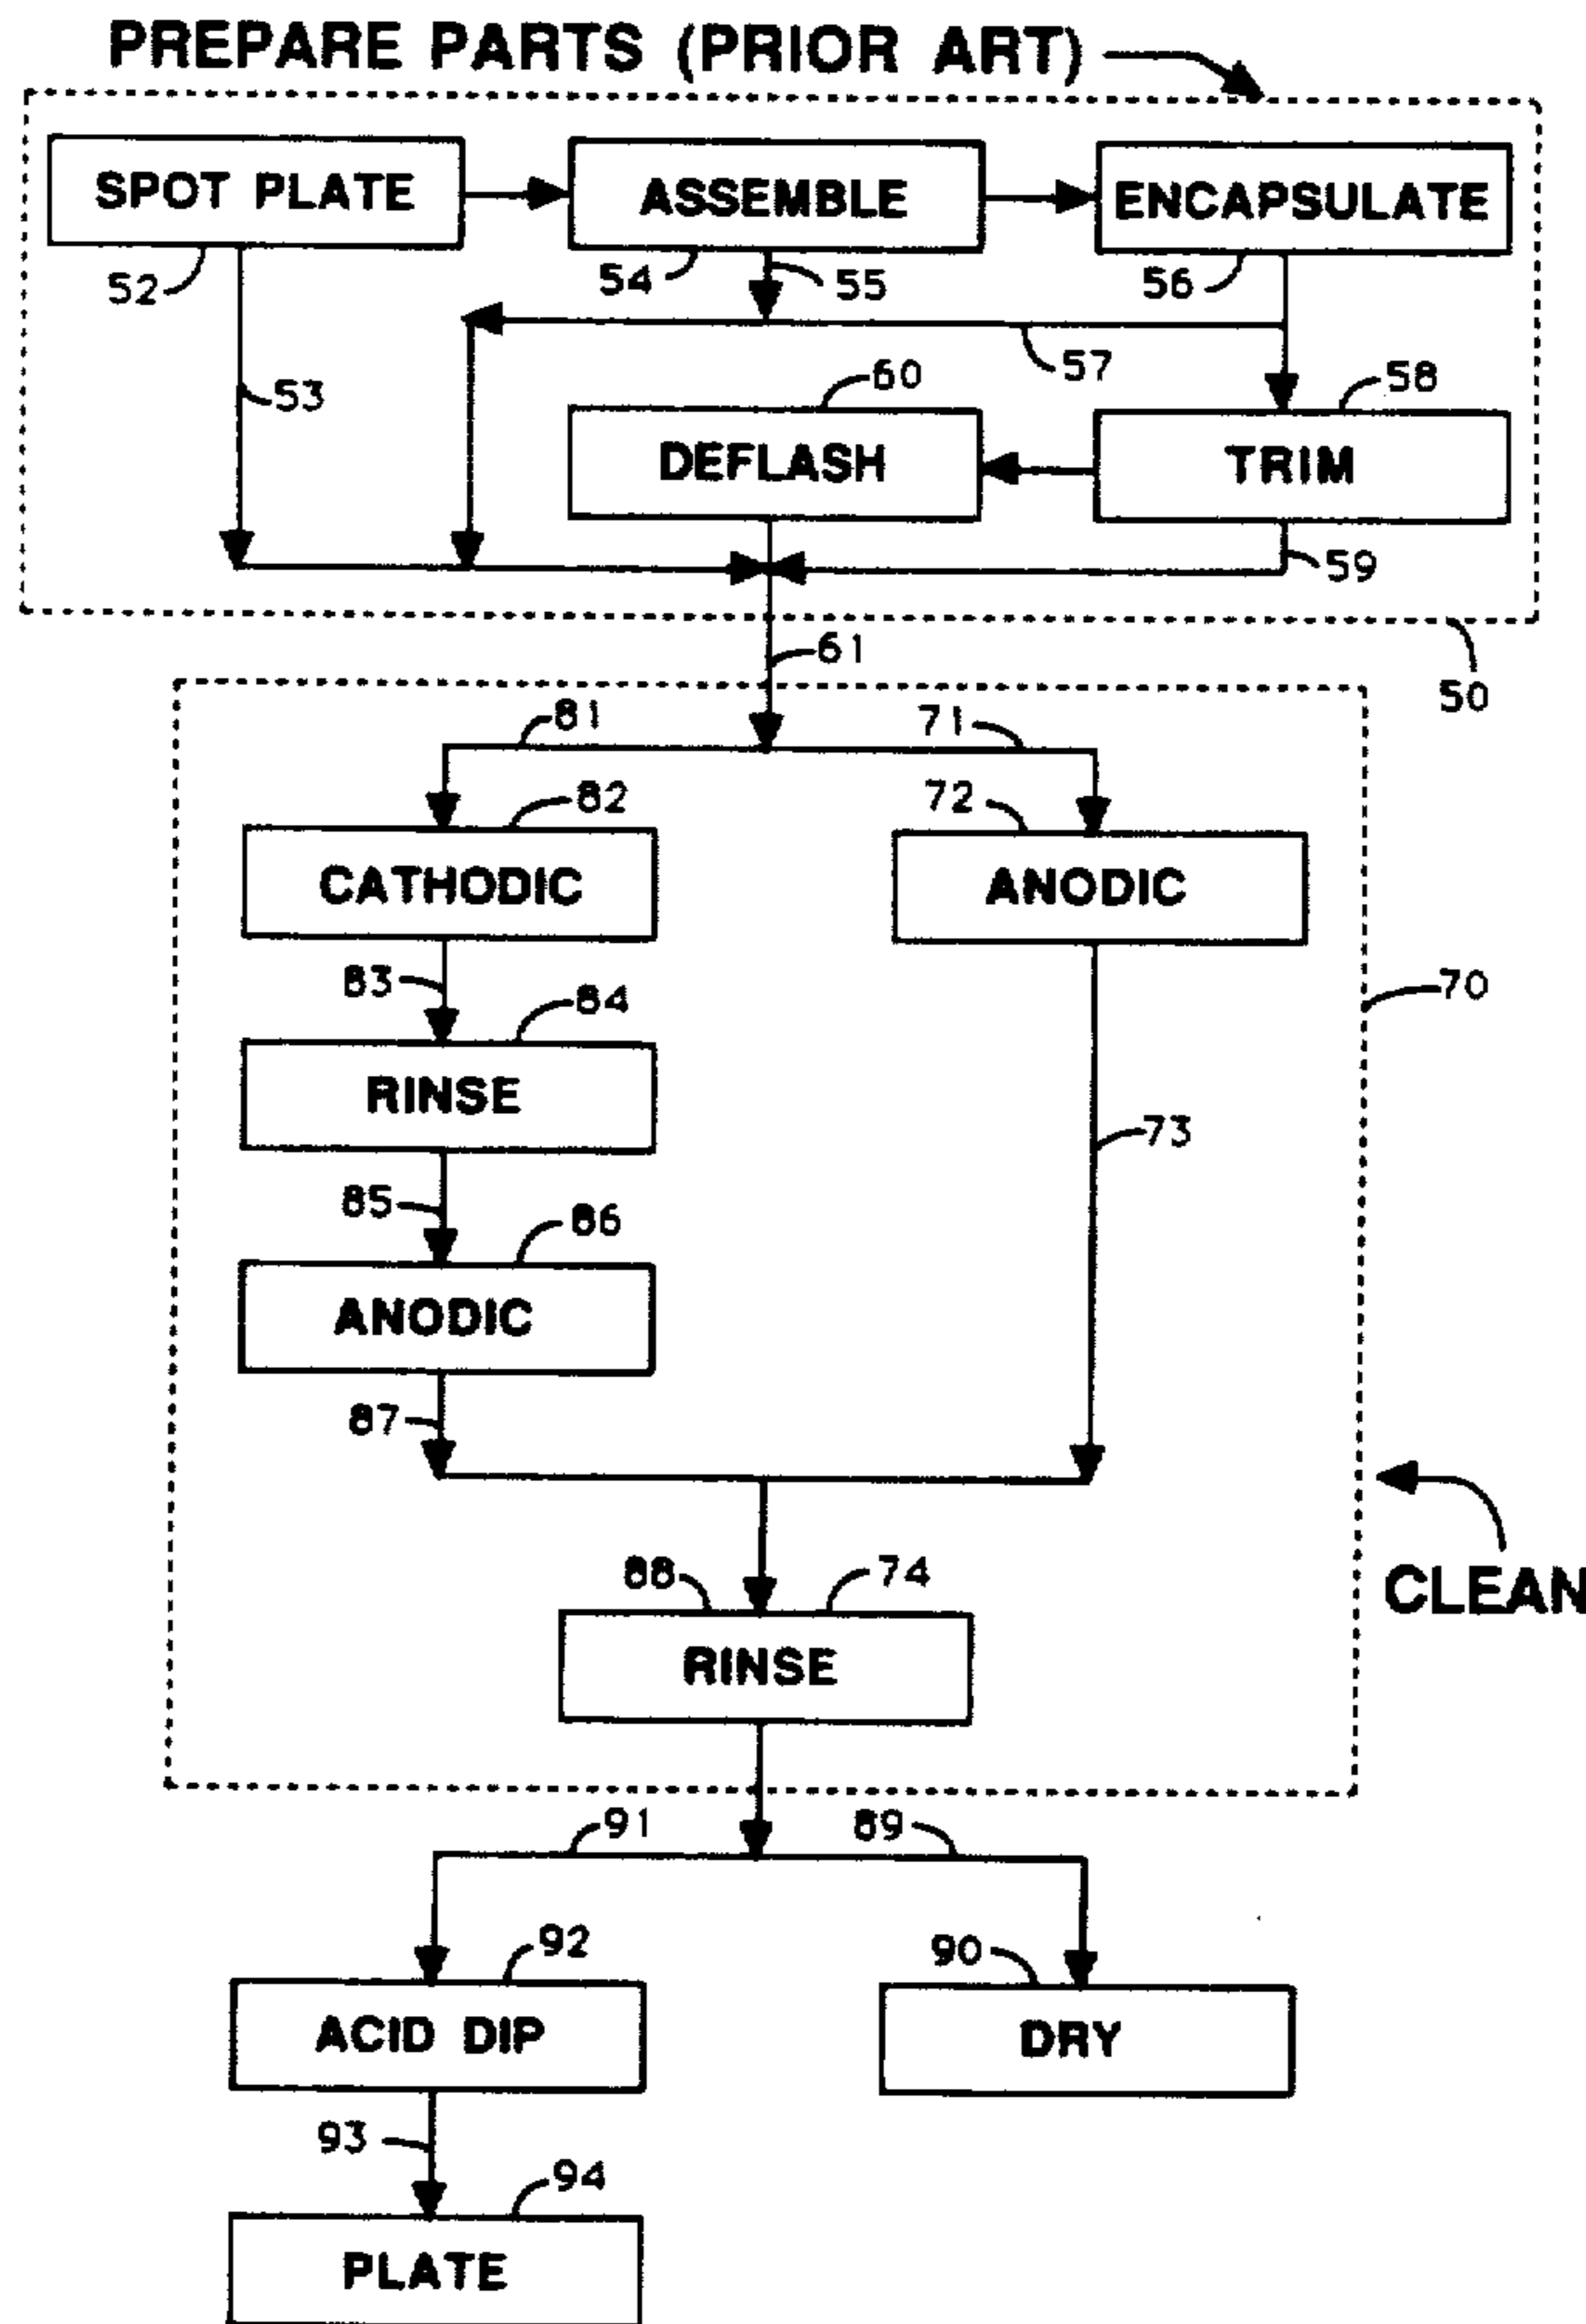 PREPARE PARTS (PRIOR ART)
SPOT PLATE
ASSEMBLE
ENCAPSULATE
52
54
55
56
57
53
60
58
DEFLASH
TRIM
59
61
50
81
71
82
72
CATHODIC
ANODIC
83
84
70
RINSE
73
85
86
ANODIC
87
88
74
CLEAN
RINSE
91
89
92
90
ACID DIP
DRY
93
94
PLATE